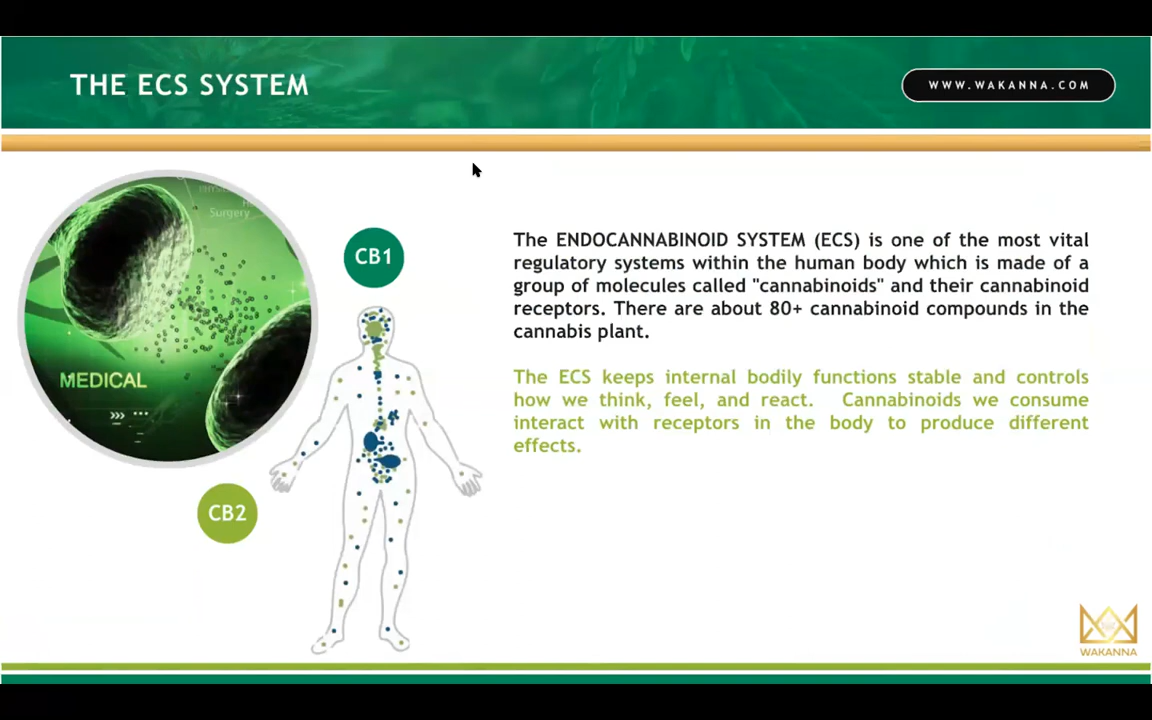 THE ECS SYSTEM
WWW.WAKANNA.COM
Surgery
MEDICAL
CB1
CB2
The ENDOCANNABINOID SYSTEM (ECS) is one of the most vital
regulatory systems within the human body which is made of a
group of molecules called "cannabinoids" and their cannabinoid
receptors. There are about 80+ cannabinoid compounds in the
cannabis plant.
The ECS keeps internal bodily functions stable and controls
how we think, feel, and react. Cannabinoids we consume
interact with receptors in the body to produce different
effects.
WAKANNA